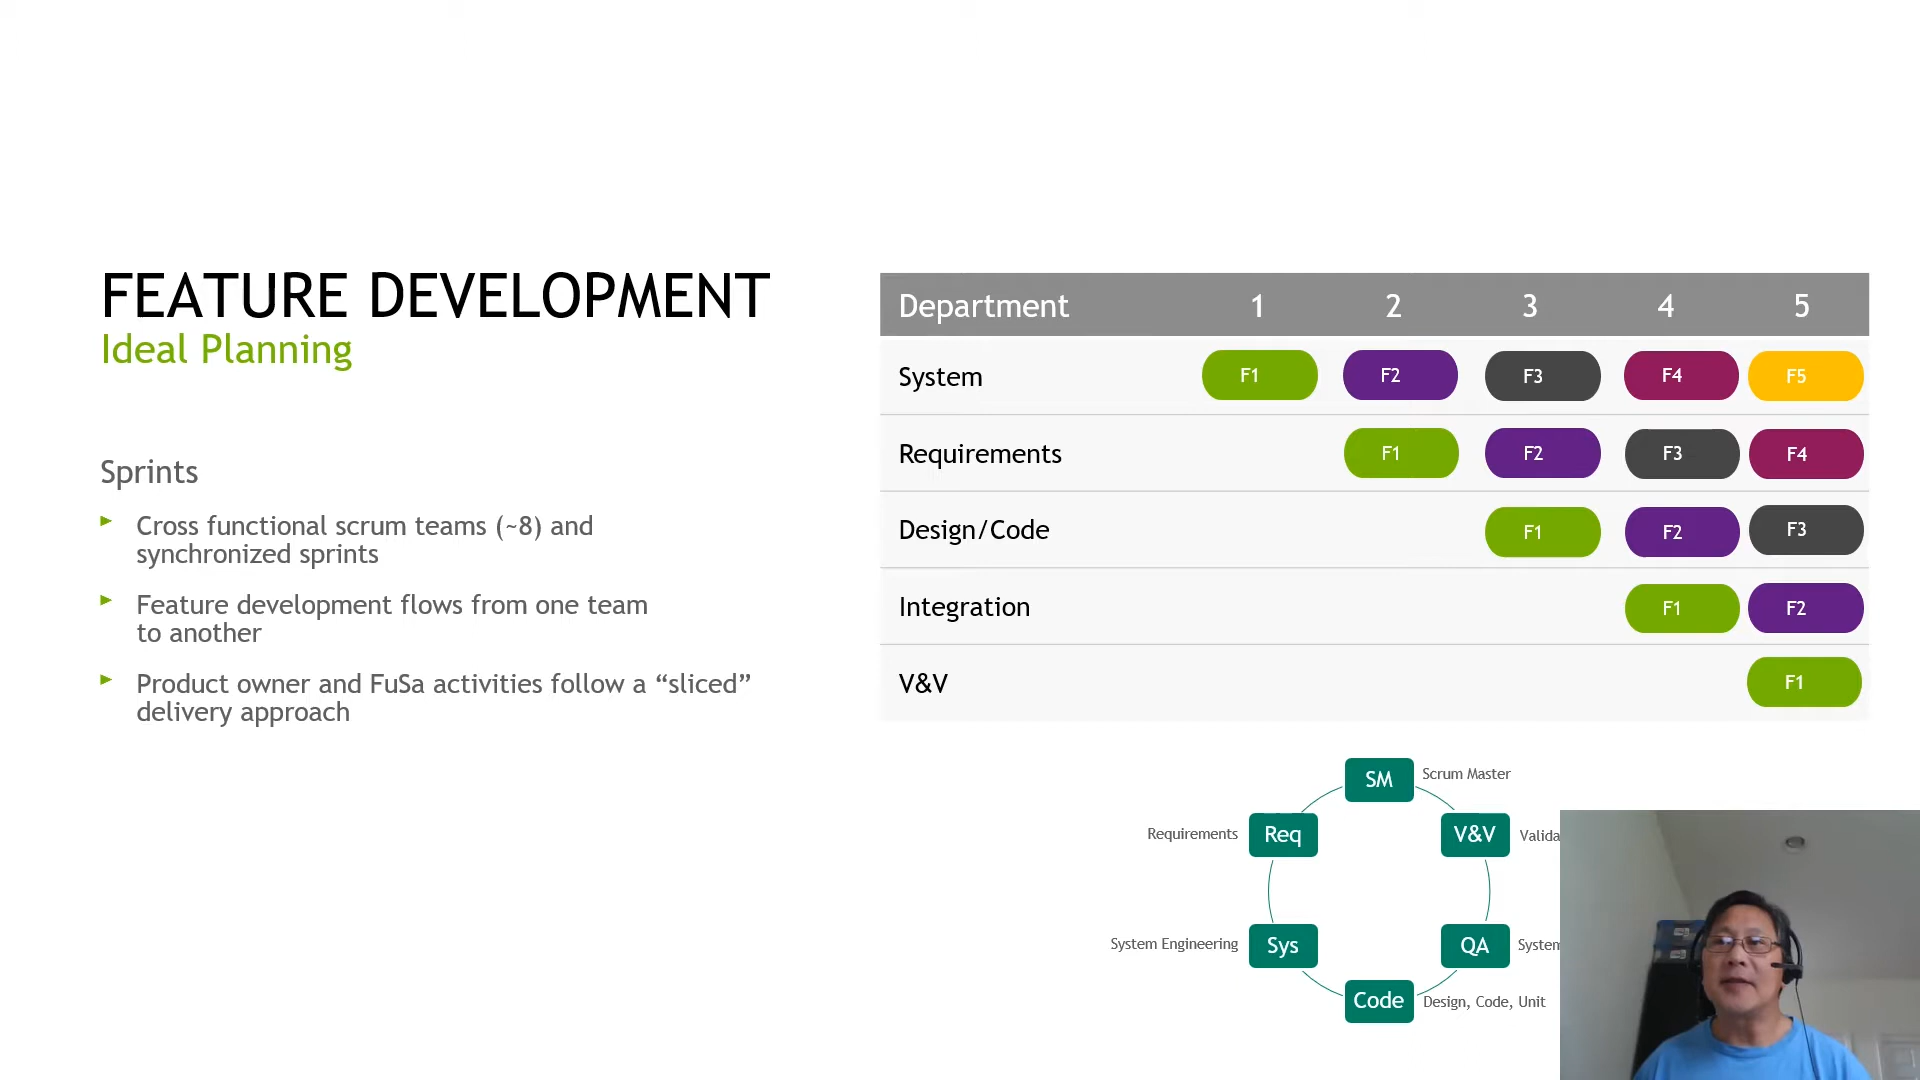 FEATURE DEVELOPMENT
Ideal Planning
Sprints
Cross functional scrum teams (~8) and
synchronized sprints
Feature development flows from one team
to another
Product owner and FuSa activities follow a “sliced”
delivery approach
Department 1 2 3 4 5
System F1 F2 F3 F4 F5
Requirements F1 F2 F3 F4
Design/Code F1 F2 F3
Integration F1 F2
V&V F1
SM Scrum Master
Requirements Req V&V
System Engineering Sys QA System
Code Design, Code, Unit